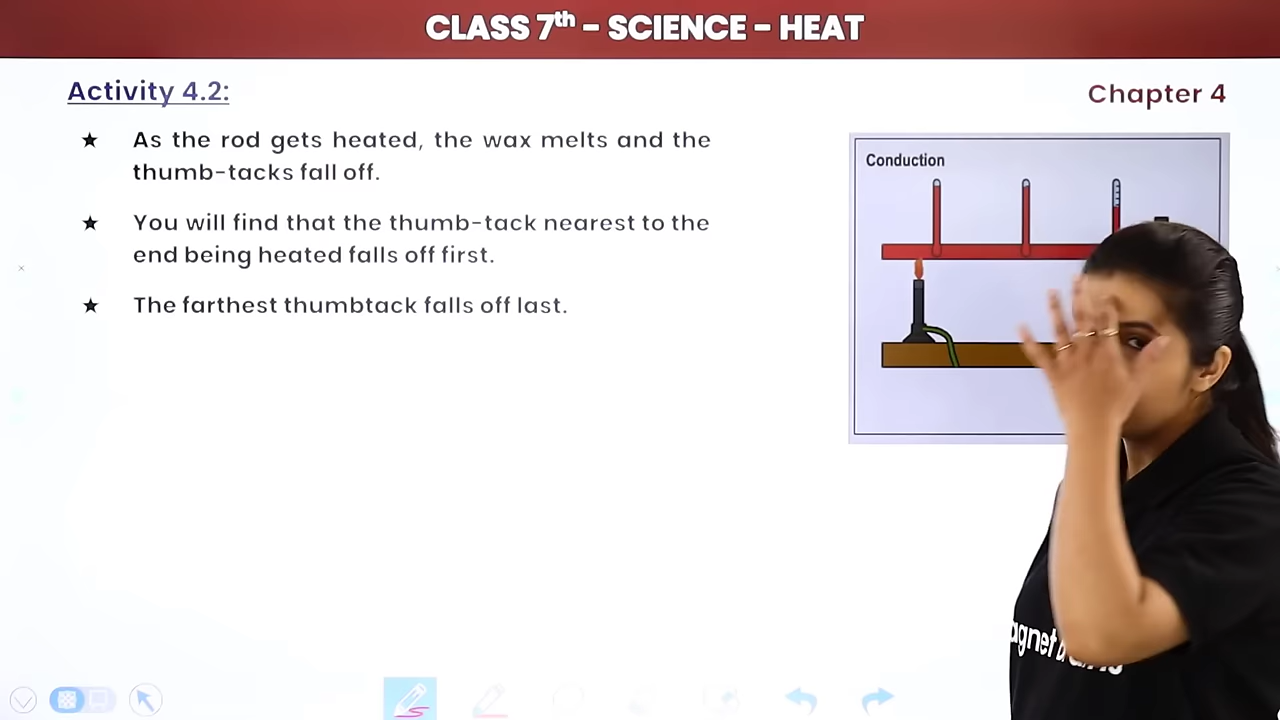 CLASS 7th – SCIENCE – HEAT
Activity 4.2:
Chapter 4
★ As the rod gets heated, the wax melts and the
thumb-tacks fall off.
★ You will find that the thumb-tack nearest to the
end being heated falls off first.
★ The farthest thumbtack falls off last.
Conduction